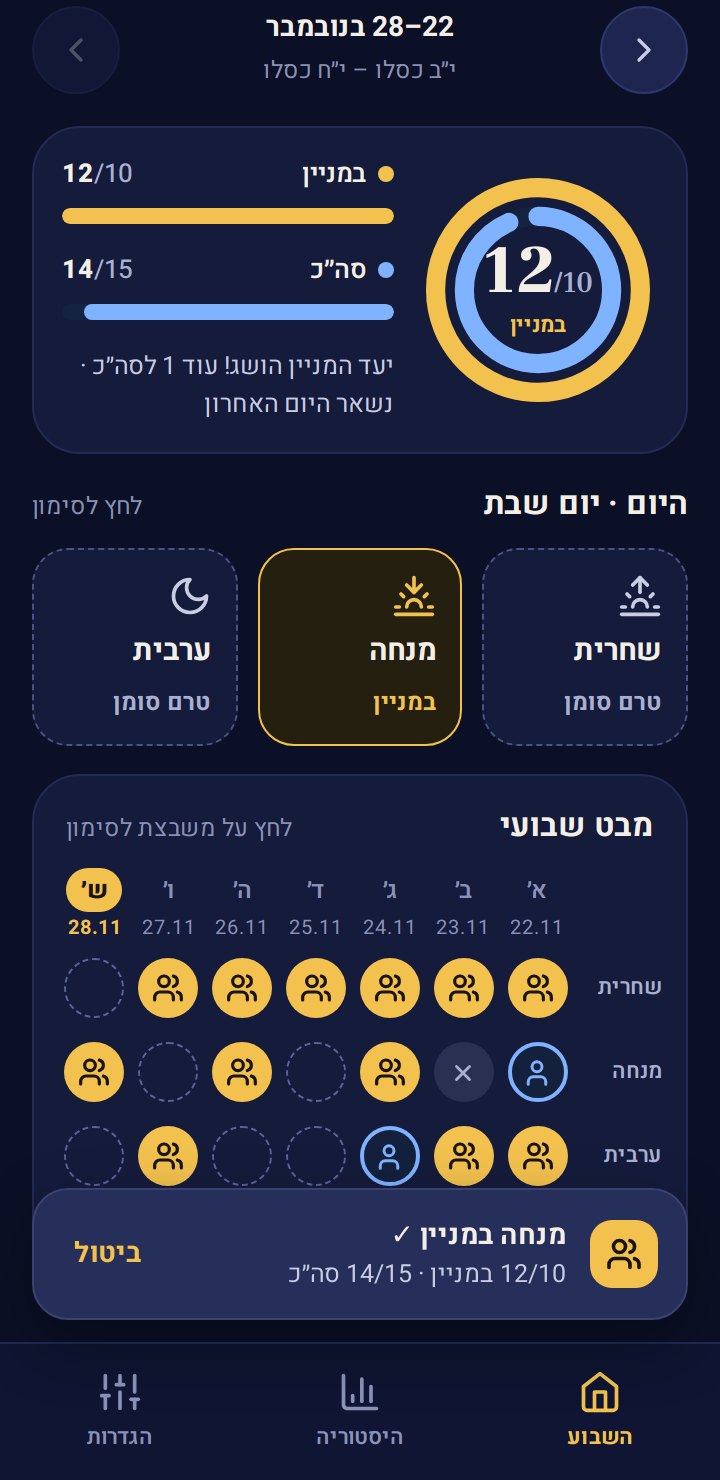 22–28 בנובמבר
י״ב כסלו – י״ח כסלו
במניין 12/10
סה״כ 14/15
יעד המניין הושג! עוד 1 לסה״כ ·
נשאר היום האחרון
12/10
במניין
היום · יום שבת
לחץ לסימון
שחרית
טרם סומן
מנחה
במניין
ערבית
טרם סומן
מבט שבועי
לחץ על משבצת לסימון
א׳ ב׳ ג׳ ד׳ ה׳ ו׳ ש׳
22.11 23.11 24.11 25.11 26.11 27.11 28.11
שחרית
מנחה
ערבית
מנחה במניין ✓
12/10 במניין · 14/15 סה״כ
ביטול
השבוע
היסטוריה
הגדרות